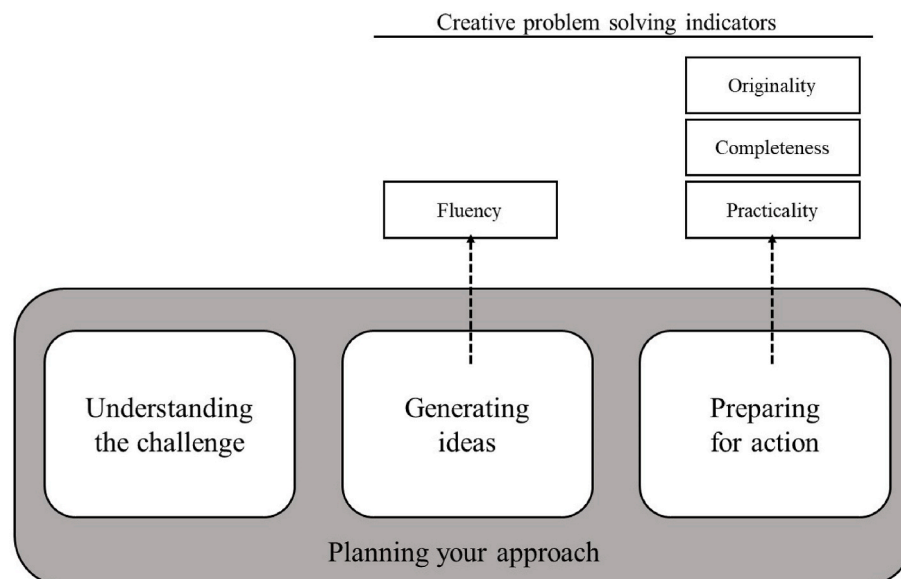 Creative problem solving indicators
Originality
Completeness
Fluency
Practicality
Understanding
the challenge
Generating
ideas
Preparing
for action
Planning your approach